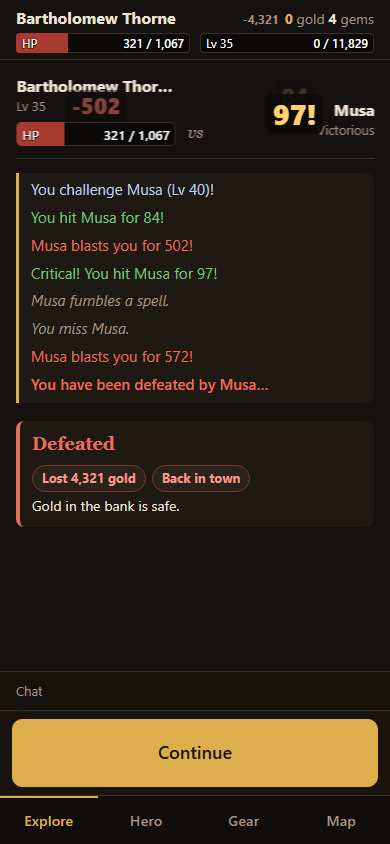 Bartholomew Thorne
-4,321 0 gold 4 gems
HP 321 / 1,067
Lv 35 0 / 11,829
Bartholomew Thor...
Lv 35
-502
HP 321 / 1,067
vs
84
97!
Musa
Victorious
You challenge Musa (Lv 40)!
You hit Musa for 84!
Musa blasts you for 502!
Critical! You hit Musa for 97!
Musa fumbles a spell.
You miss Musa.
Musa blasts you for 572!
You have been defeated by Musa...
Defeated
Lost 4,321 gold
Back in town
Gold in the bank is safe.
Chat
Continue
Explore Hero Gear Map